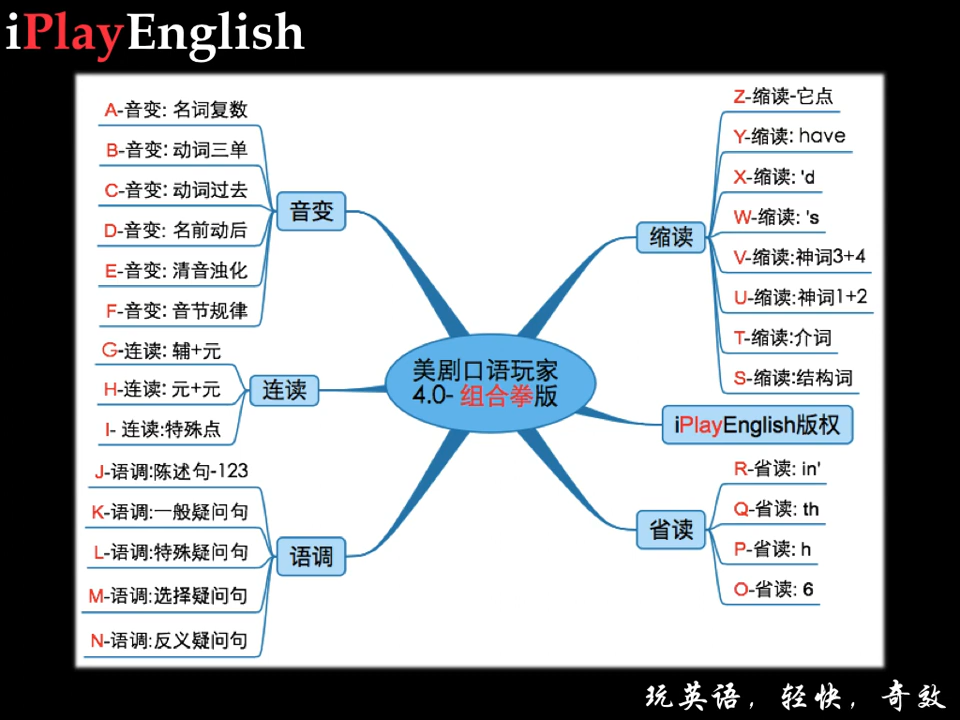 iPlayEnglish
A-音变: 名词复数
B-音变: 动词三单
C-音变: 动词过去
D-音变: 名前动后
E-音变: 清音浊化
F-音变: 音节规律
音变
G-连读: 辅+元
H-连读: 元+元
I- 连读:特殊点
连读
J-语调:陈述句-123
K-语调:一般疑问句
L-语调:特殊疑问句
M-语调:选择疑问句
N-语调:反义疑问句
语调
美剧口语玩家
4.0- 组合拳版
Z-缩读-它点
Y-缩读: have
X-缩读: 'd
W-缩读: 's
V-缩读:神词3+4
U-缩读:神词1+2
T-缩读:介词
S-缩读:结构词
缩读
iPlayEnglish版权
R-省读: in'
Q-省读: th
P-省读: h
O-省读: 6
省读
玩英语，轻快，奇效